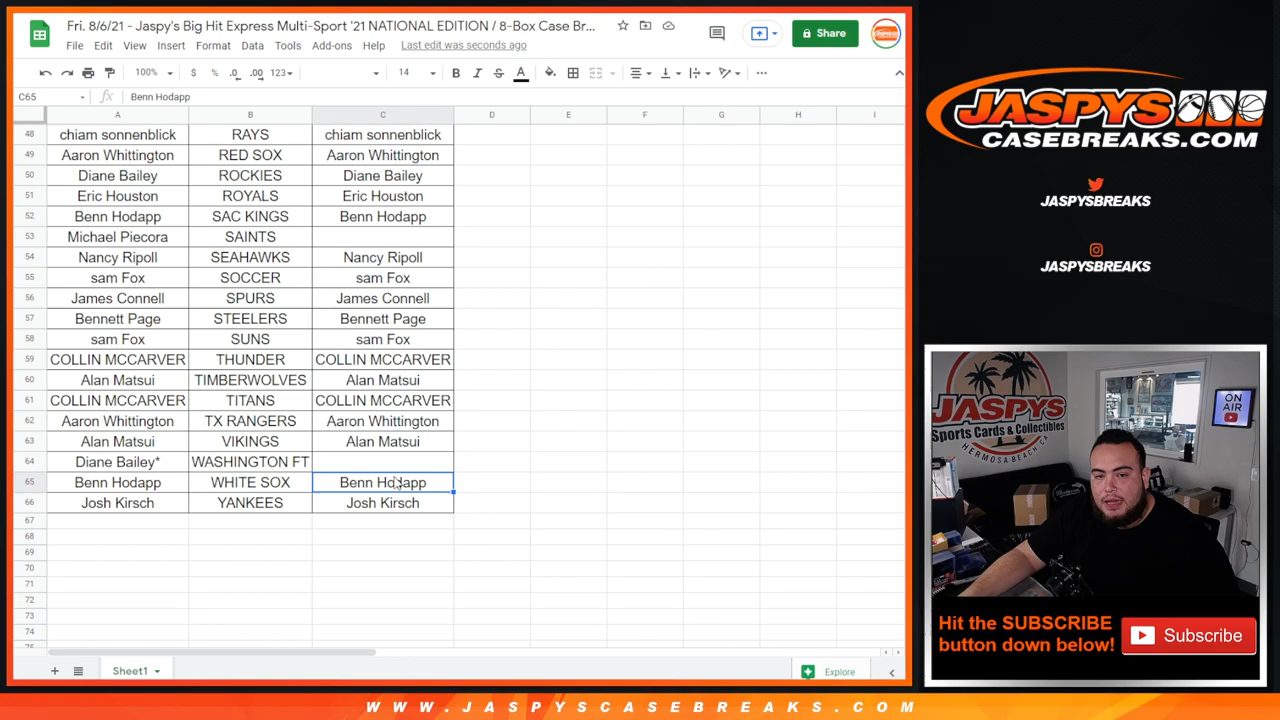 Fri. 8/6/21 - Jaspy's Big Hit Express Multi-Sport '21 NATIONAL EDITION / 8-Box Case Br...
File Edit View Insert Format Data Tools Add-ons Help Last edit was seconds ago
Share
100% $ % .0 .00 123 14 B I S A
C65 fx Benn Hodapp
A B C D E F G H I
48 chiam sonnenblick RAYS chiam sonnenblick
49 Aaron Whittington RED SOX Aaron Whittington
50 Diane Bailey ROCKIES Diane Bailey
51 Eric Houston ROYALS Eric Houston
52 Benn Hodapp SAC KINGS Benn Hodapp
53 Michael Piecora SAINTS
54 Nancy Ripoll SEAHAWKS Nancy Ripoll
55 sam Fox SOCCER sam Fox
56 James Connell SPURS James Connell
57 Bennett Page STEELERS Bennett Page
58 sam Fox SUNS sam Fox
59 COLLIN MCCARVER THUNDER COLLIN MCCARVER
60 Alan Matsui TIMBERWOLVES Alan Matsui
61 COLLIN MCCARVER TITANS COLLIN MCCARVER
62 Aaron Whittington TX RANGERS Aaron Whittington
63 Alan Matsui VIKINGS Alan Matsui
64 Diane Bailey* WASHINGTON FT
65 Benn Hodapp WHITE SOX Benn Hodapp
66 Josh Kirsch YANKEES Josh Kirsch
67
68
69
70
71
72
73
74
Sheet1
Explore
JASPYS
CASEBREAKS.COM
JASPYSBREAKS
JASPYSBREAKS
JASPYS
Sports Cards & Collectibles
HERMOSA BEACH CA
ON
AIR
Hit the SUBSCRIBE
button down below!
Subscribe
WWW.JASPYSCASEBREAKS.COM